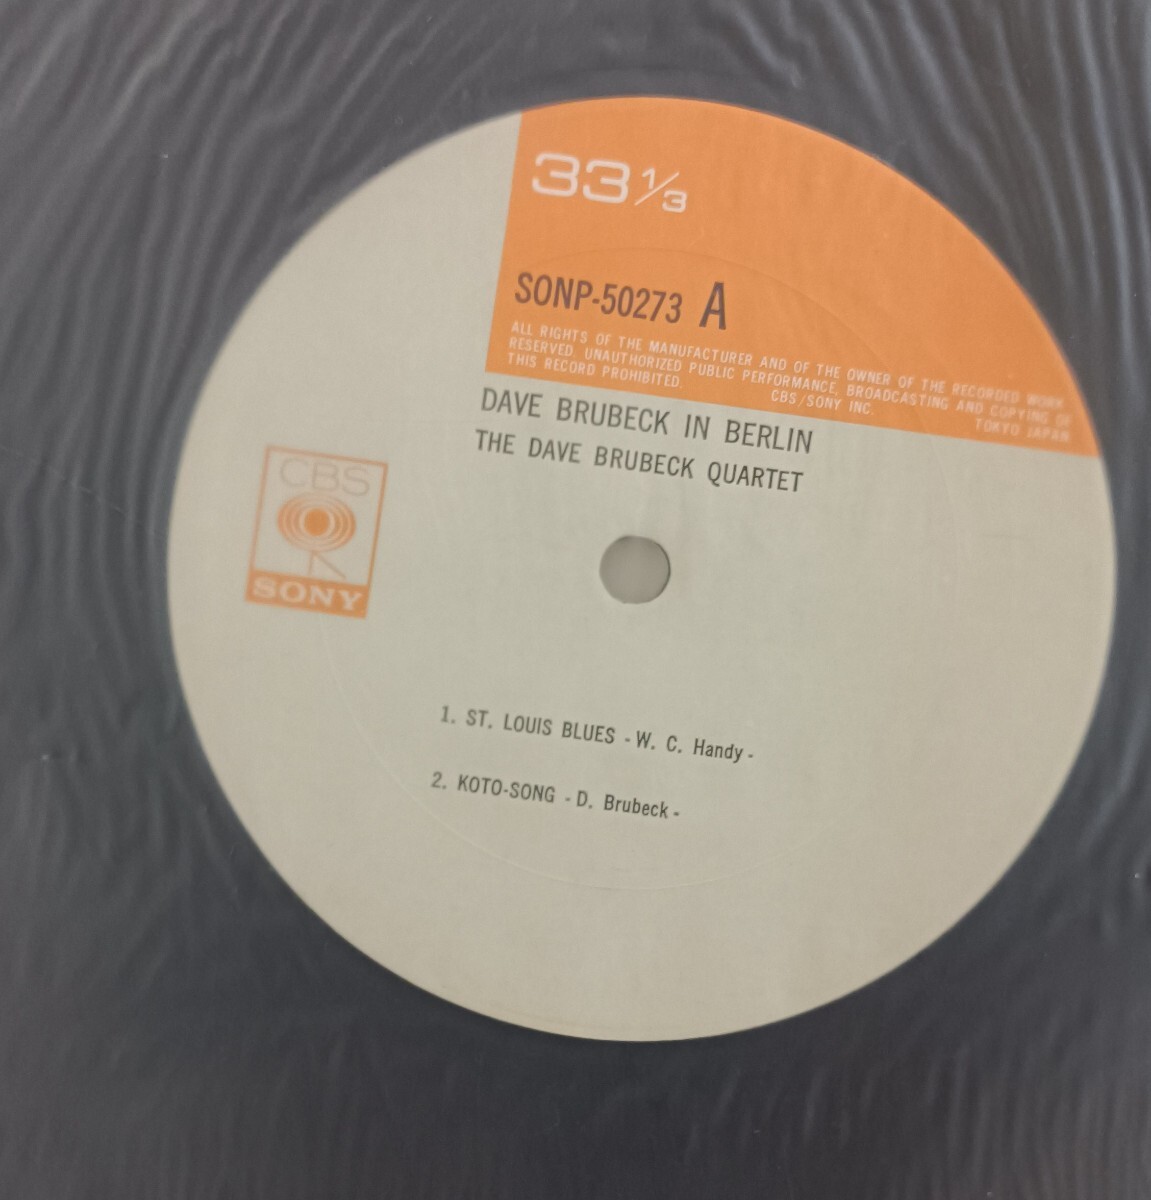 33 1/3
SONP-50273 A
ALL RIGHTS OF THE MANUFACTURER AND OF THE OWNER OF THE RECORDED WORK
RESERVED. UNAUTHORIZED PUBLIC PERFORMANCE, BROADCASTING AND COPYING OF
THIS RECORD PROHIBITED. CBS/SONY INC. TOKYO JAPAN
DAVE BRUBECK IN BERLIN
THE DAVE BRUBECK QUARTET
CBS
SONY
1. ST. LOUIS BLUES - W. C. Handy -
2. KOTO-SONG - D. Brubeck -